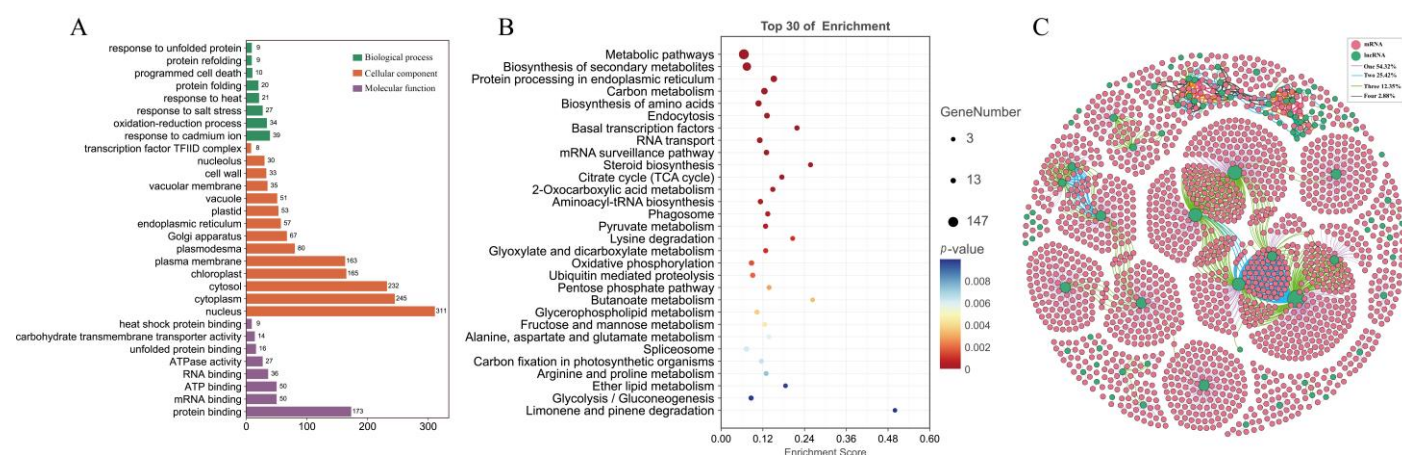 A
response to unfolded protein 9
protein refolding 9
programmed cell death 10
protein folding 20
response to heat 21
response to salt stress 27
oxidation-reduction process 34
response to cadmium ion 39
transcription factor TFIID complex 8
nucleolus 30
cell wall 33
vacuolar membrane 35
vacuole 51
plastid 53
endoplasmic reticulum 57
Golgi apparatus 67
plasmodesma 80
plasma membrane 163
chloroplast 165
cytosol 232
cytoplasm 245
nucleus 311
heat shock protein binding 9
carbohydrate transmembrane transporter activity 14
unfolded protein binding 16
ATPase activity 27
RNA binding 36
ATP binding 50
mRNA binding 50
protein binding 173
0 100 200 300
Biological process
Cellular component
Molecular function
B
Top 30 of Enrichment
Metabolic pathways
Biosynthesis of secondary metabolites
Protein processing in endoplasmic reticulum
Carbon metabolism
Biosynthesis of amino acids
Endocytosis
Basal transcription factors
RNA transport
mRNA surveillance pathway
Steroid biosynthesis
Citrate cycle (TCA cycle)
2-Oxocarboxylic acid metabolism
Aminoacyl-tRNA biosynthesis
Phagosome
Pyruvate metabolism
Lysine degradation
Glyoxylate and dicarboxylate metabolism
Oxidative phosphorylation
Ubiquitin mediated proteolysis
Pentose phosphate pathway
Butanoate metabolism
Glycerophospholipid metabolism
Fructose and mannose metabolism
Alanine, aspartate and glutamate metabolism
Spliceosome
Carbon fixation in photosynthetic organisms
Arginine and proline metabolism
Ether lipid metabolism
Glycolysis / Gluconeogenesis
Limonene and pinene degradation
0.00 0.12 0.24 0.36 0.48 0.60
Enrichment Score
GeneNumber
3
13
147
p-value
0.008
0.006
0.004
0.002
0
C
mRNA
lncRNA
One 54.32%
Two 25.42%
Three 12.35%
Four 2.88%